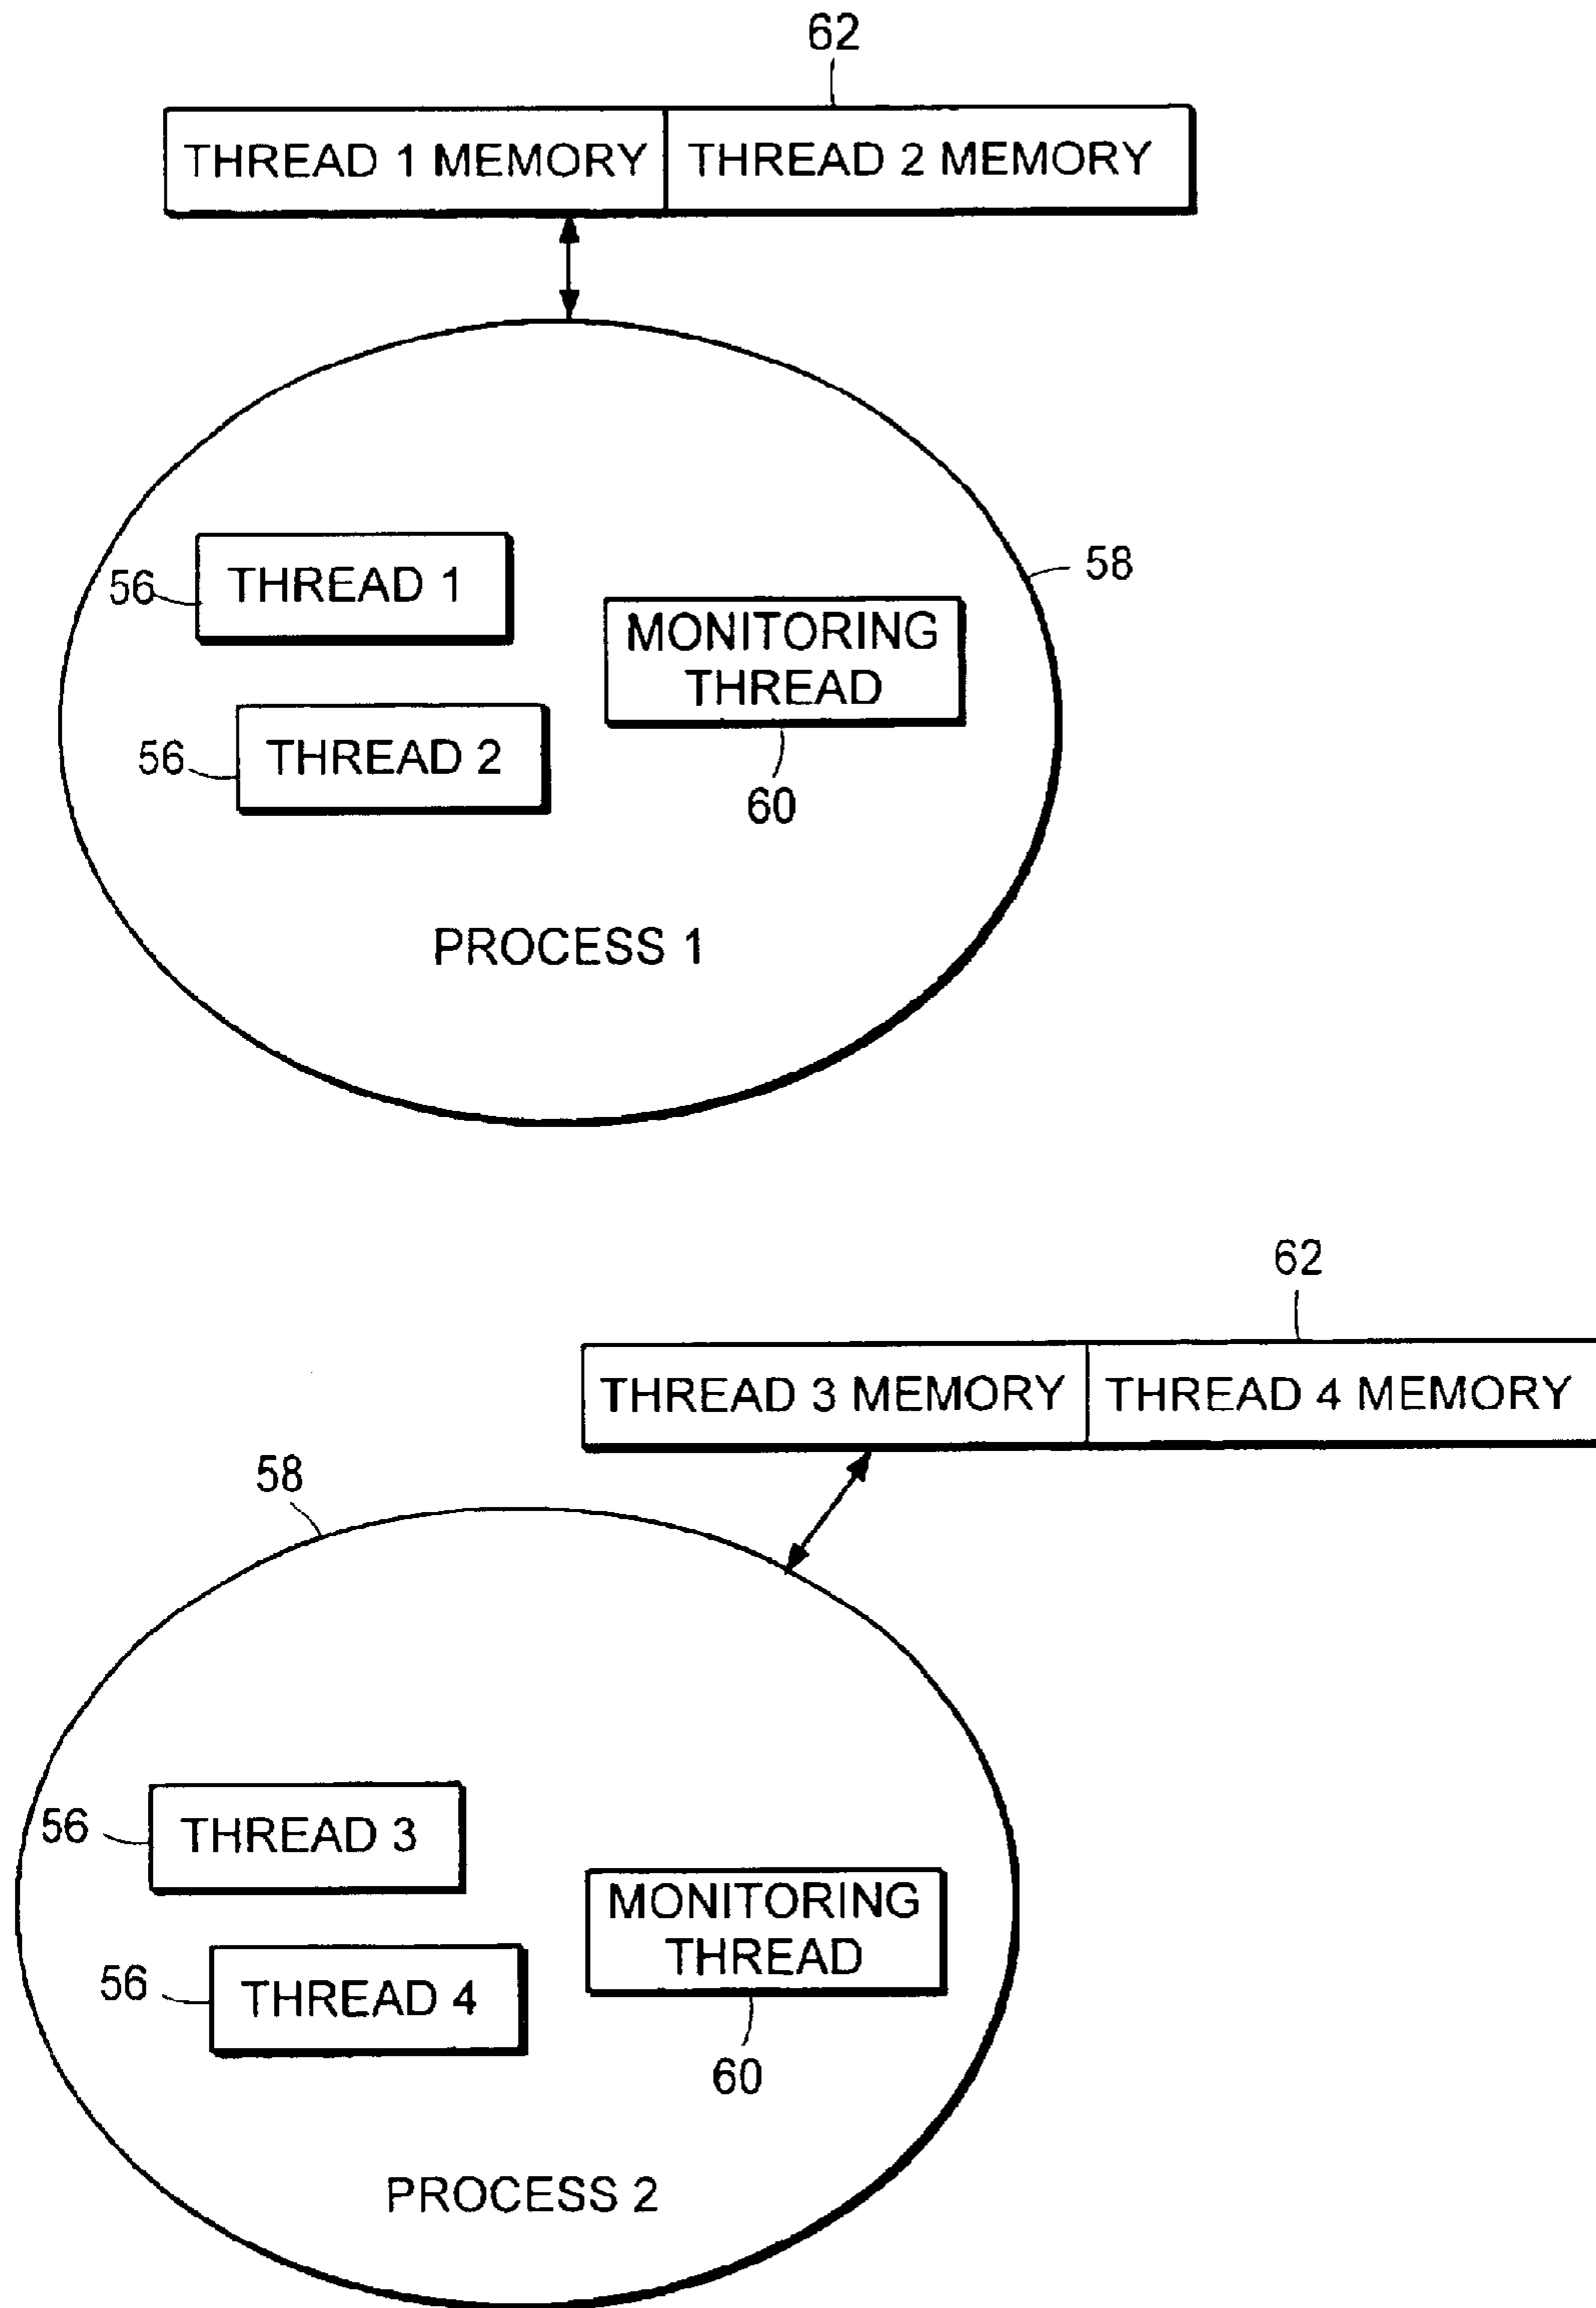 62
THREAD 1 MEMORY THREAD 2 MEMORY
58
56 THREAD 1
MONITORING
THREAD
56 THREAD 2
60
PROCESS 1
62
THREAD 3 MEMORY THREAD 4 MEMORY
58
56 THREAD 3
MONITORING
THREAD
56 THREAD 4
60
PROCESS 2